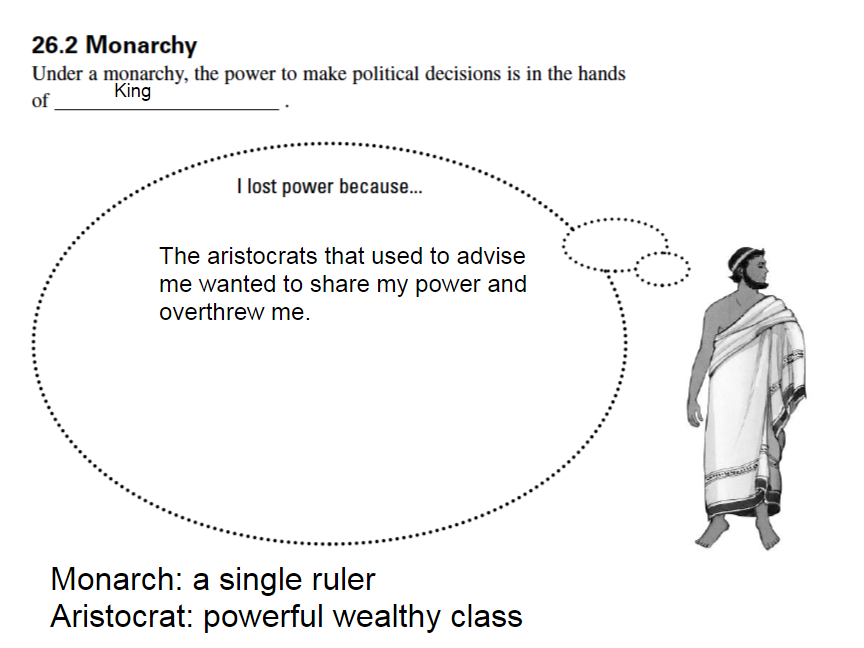 26.2 Monarchy
Under a monarchy, the power to make political decisions is in the hands
of King .
I lost power because...
The aristocrats that used to advise
me wanted to share my power and
overthrew me.
Monarch: a single ruler
Aristocrat: powerful wealthy class